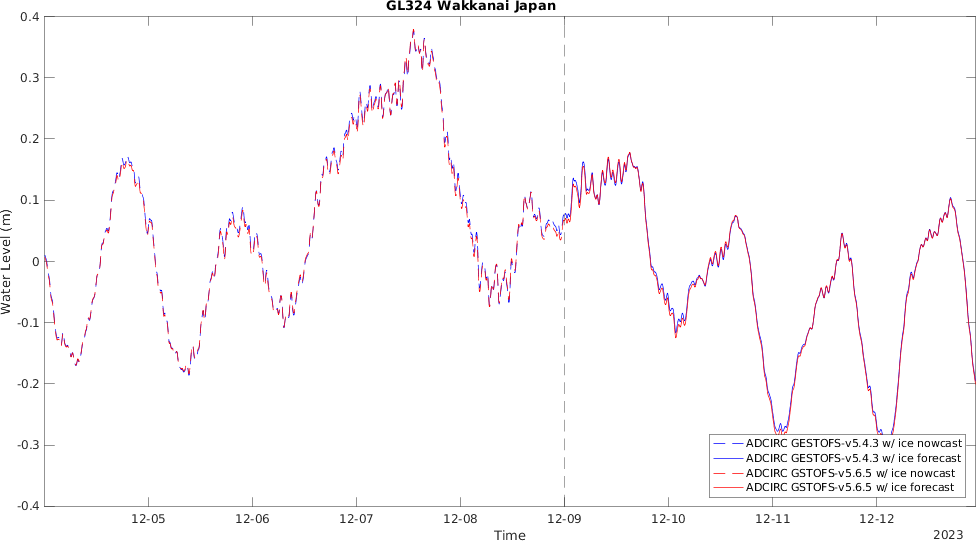 GL324 Wakkanai Japan
0.4
0.3
0.2
0.1
0
-0.1
-0.2
-0.3
-0.4
Water Level (m)
ADCIRC GESTOFS-v5.4.3 w/ ice nowcast
ADCIRC GESTOFS-v5.4.3 w/ ice forecast
ADCIRC GSTOFS-v5.6.5 w/ ice nowcast
ADCIRC GSTOFS-v5.6.5 w/ ice forecast
12-05 12-06 12-07 12-08 12-09 12-10 12-11 12-12
Time
2023